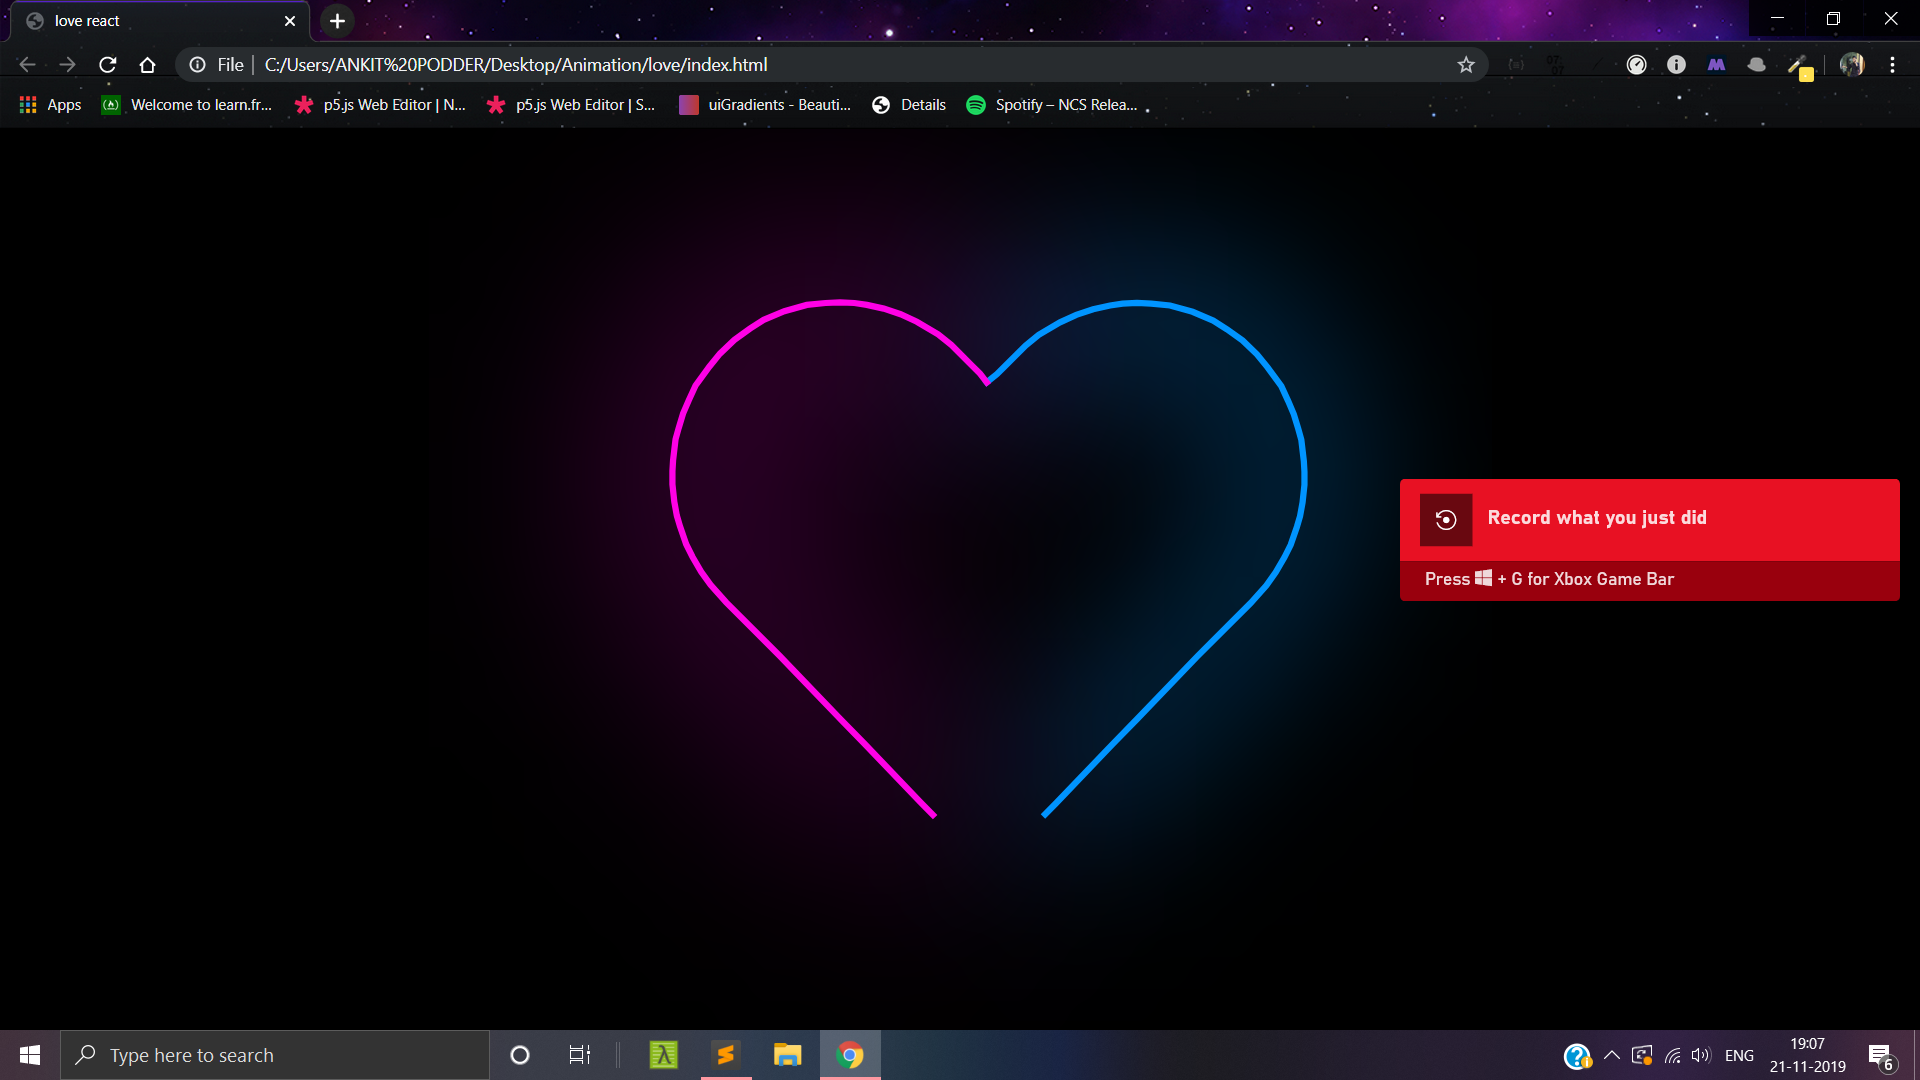 love react
File
C:/Users/ANKIT%20PODDER/Desktop/Animation/love/index.html
Apps
Welcome to learn.fr...
p5.js Web Editor | N...
p5.js Web Editor | S...
uiGradients - Beauti...
Details
Spotify – NCS Relea...
Record what you just did
Press + G for Xbox Game Bar
Type here to search
ENG
19:07
21-11-2019
6